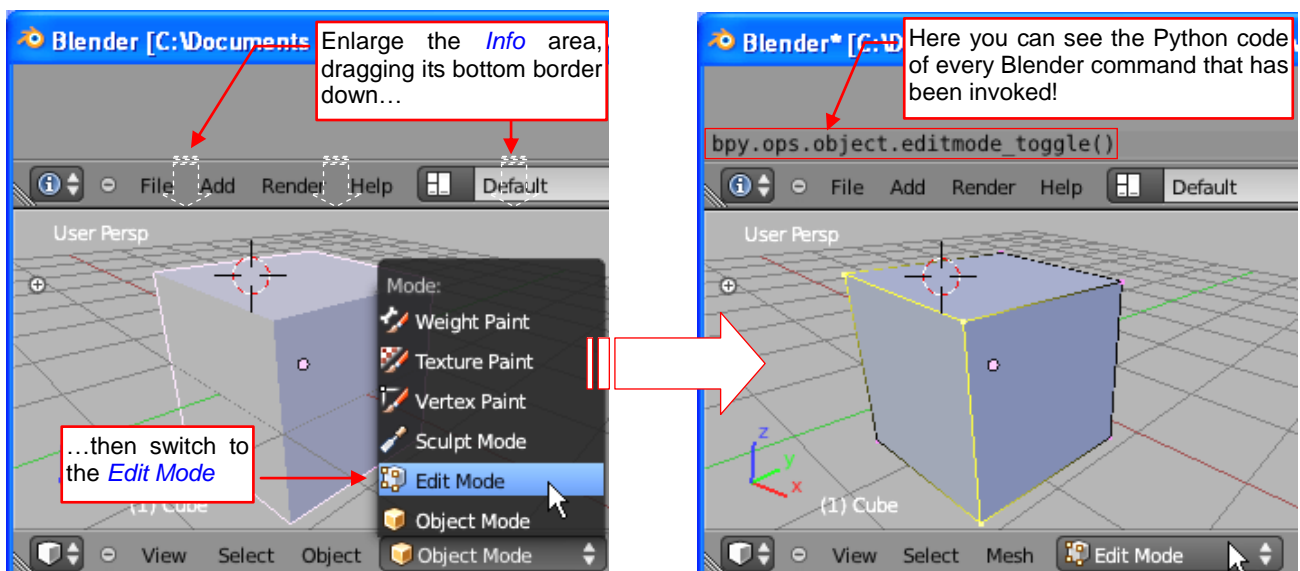 Blender [C:\Documents
Enlarge the Info area,
dragging its bottom border
down…
File Add Render Help Default
User Persp
Mode:
Weight Paint
Texture Paint
Vertex Paint
Sculpt Mode
Edit Mode
Object Mode
…then switch to
the Edit Mode
(1) Cube
View Select Object Object Mode
Blender* [C:\D
Here you can see the Python code
of every Blender command that has
been invoked!
bpy.ops.object.editmode_toggle()
File Add Render Help Default
User Persp
z
y
x
(1) Cube
View Select Mesh Edit Mode